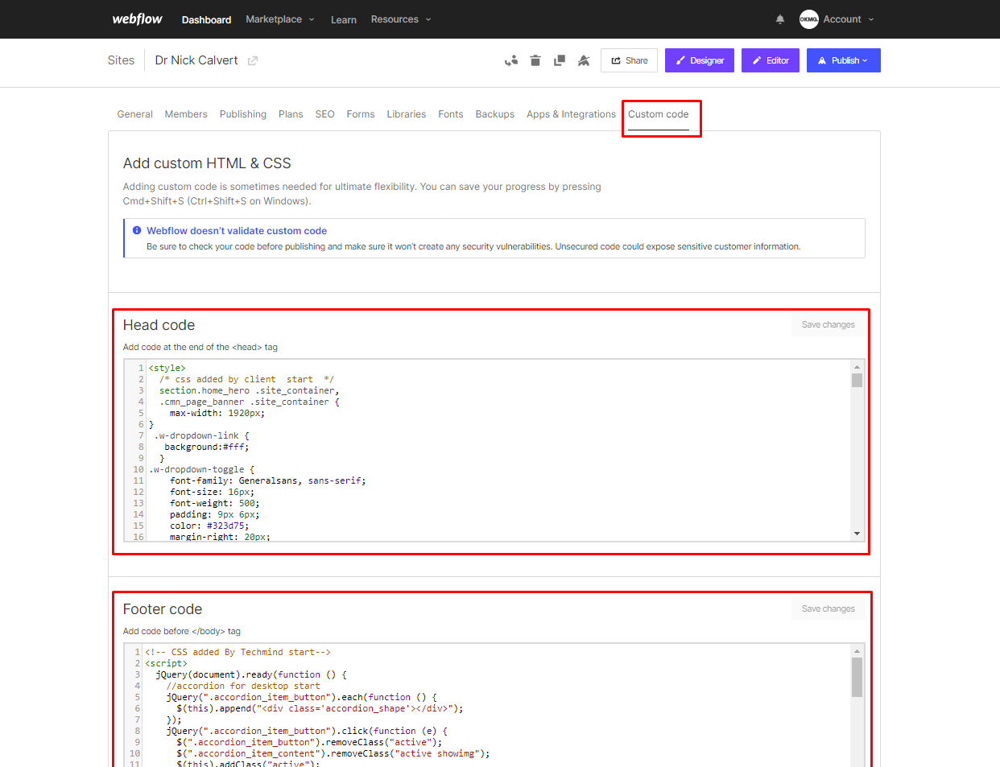 webflow Dashboard Marketplace Learn Resources OKMG. Account
Sites Dr Nick Calvert Share Designer Editor Publish
General Members Publishing Plans SEO Forms Libraries Fonts Backups Apps & Integrations Custom code
Add custom HTML & CSS
Adding custom code is sometimes needed for ultimate flexibility. You can save your progress by pressing
Cmd+Shift+S (Ctrl+Shift+S on Windows).
Webflow doesn't validate custom code
Be sure to check your code before publishing and make sure it won't create any security vulnerabilities. Unsecured code could expose sensitive customer information.
Head code Save changes
Add code at the end of the <head> tag
1 <style>
2 /* css added by client  start  */
3 section.home_hero .site_container,
4 .cmn_page_banner .site_container {
5 max-width: 1920px;
6 }
7 .w-dropdown-link {
8 background:#fff;
9 }
10 .w-dropdown-toggle {
11 font-family: Generalsans, sans-serif;
12 font-size: 16px;
13 font-weight: 500;
14 padding: 9px 6px;
15 color: #323d75;
16 margin-right: 20px;
Footer code Save changes
Add code before </body> tag
1 <!-- CSS added By Techmind start-->
2 <script>
3 jQuery(document).ready(function () {
4 //accordion for desktop start
5 jQuery(".accordion_item_button").each(function () {
6 $(this).append("<div class='accordion_shape'></div>");
7 });
8 jQuery(".accordion_item_button").click(function (e) {
9 $(".accordion_item_button").removeClass("active");
10 $(".accordion_item_content").removeClass("active showimg");
11 $(this).addClass("active");